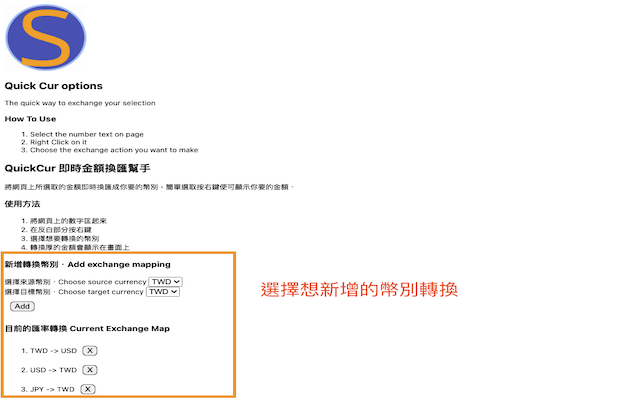 S
Quick Cur options
The quick way to exchange your selection
How To Use
1. Select the number text on page
2. Right Click on it
3. Choose the exchange action you want to make
QuickCur 即時金額換匯幫手
將網頁上所選取的金額即時換匯成你要的幣別，簡單選取按右鍵便可顯示你要的金額．
使用方法
1. 將網頁上的數字匡起來
2. 在反白部分按右鍵
3. 選擇想要轉換的幣別
4. 轉換厚的金額會顯示在畫面上
新增轉換幣別．Add exchange mapping
選擇來源幣別．Choose source currency TWD
選擇目標幣別．Choose target currency TWD
Add
選擇想新增的幣別轉換
目前的匯率轉換 Current Exchange Map
1. TWD -> USD X
2. USD -> TWD X
3. JPY -> TWD X